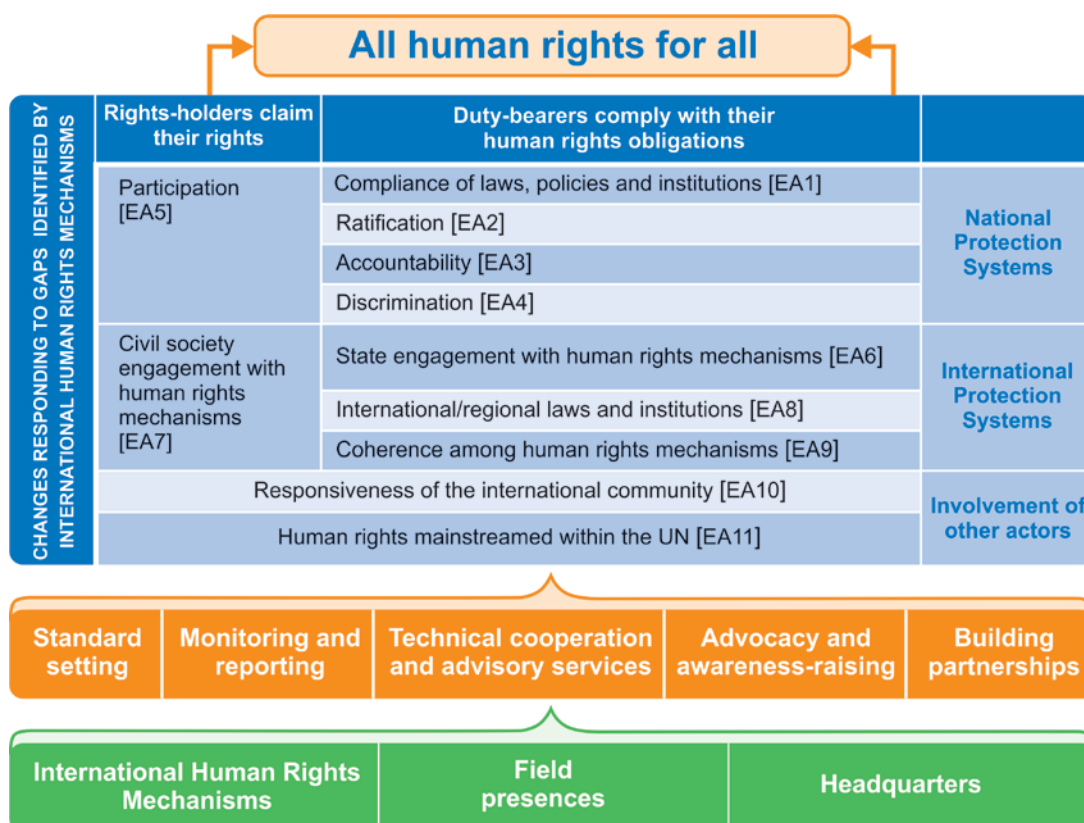 All human rights for all
CHANGES RESPONDING TO GAPS IDENTIFIED BY
INTERNATIONAL HUMAN RIGHTS MECHANISMS
Rights-holders claim
their rights
Duty-bearers comply with their
human rights obligations
Participation
[EA5]
Compliance of laws, policies and institutions [EA1]
Ratification [EA2]
Accountability [EA3]
Discrimination [EA4]
National
Protection
Systems
Civil society
engagement with
human rights
mechanisms
[EA7]
State engagement with human rights mechanisms [EA6]
International/regional laws and institutions [EA8]
Coherence among human rights mechanisms [EA9]
International
Protection
Systems
Responsiveness of the international community [EA10]
Human rights mainstreamed within the UN [EA11]
Involvement of
other actors
Standard
setting
Monitoring and
reporting
Technical cooperation
and advisory services
Advocacy and
awareness-raising
Building
partnerships
International Human Rights
Mechanisms
Field
presences
Headquarters